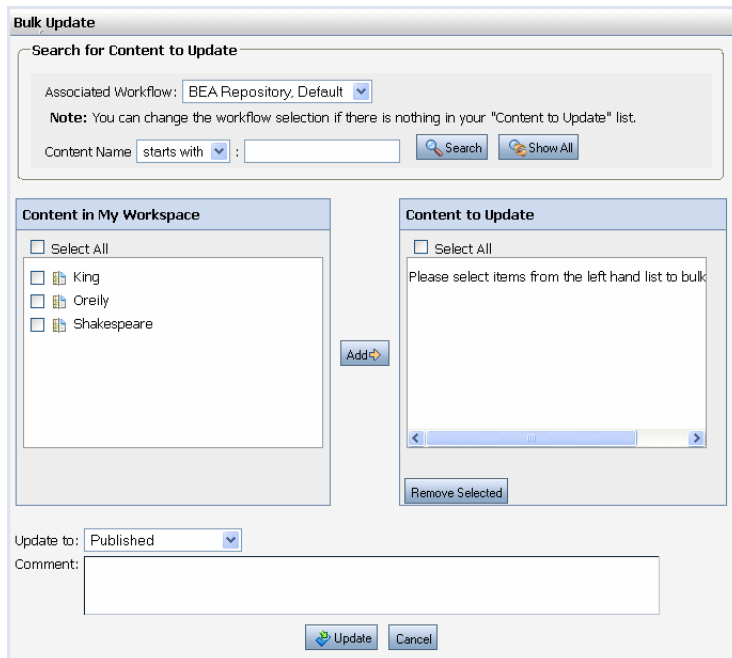 Bulk Update
Search for Content to Update
Associated Workflow: BEA Repository, Default
Note: You can change the workflow selection if there is nothing in your "Content to Update" list.
Content Name starts with : Search Show All
Content in My Workspace
Select All
King
Oreily
Shakespeare
Add
Content to Update
Select All
Please select items from the left hand list to bulk
Remove Selected
Update to: Published
Comment:
Update Cancel